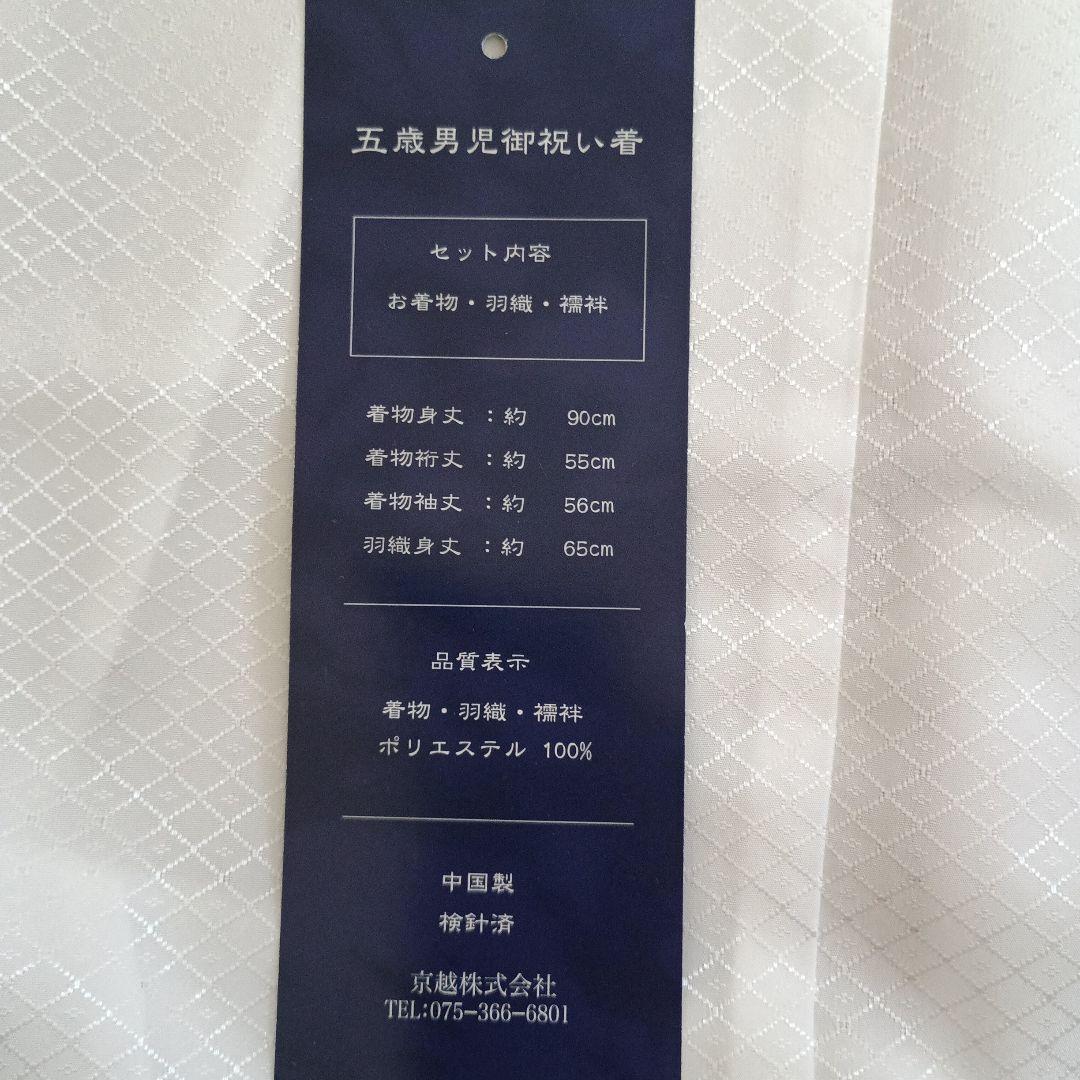 五歳男児御祝い着
セット内容
お着物・羽織・襦袢
着物身丈 ：約 90cm
着物裄丈 ：約 55cm
着物袖丈 ：約 56cm
羽織身丈 ：約 65cm
品質表示
着物・羽織・襦袢
ポリエステル 100%
中国製
検針済
京越株式会社
TEL:075-366-6801